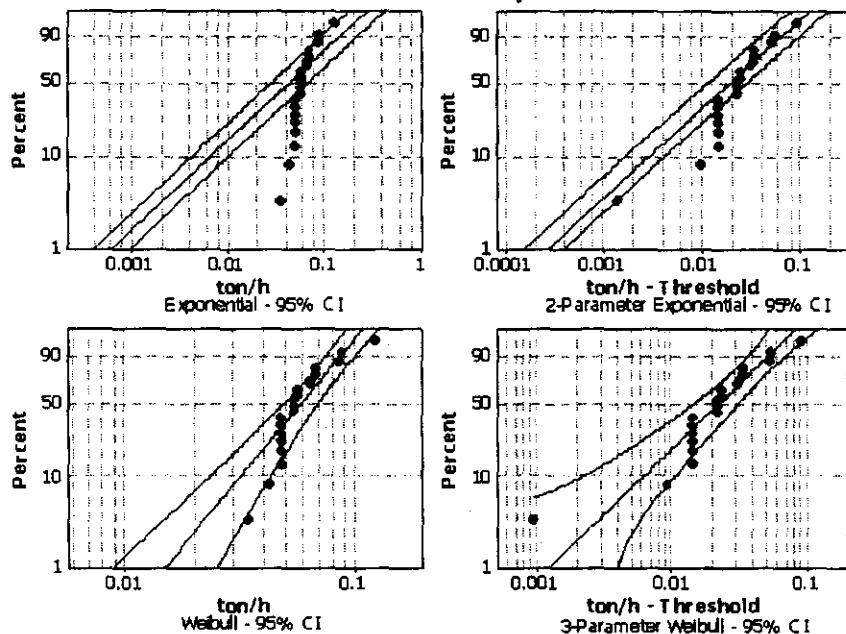 Percent
90
50
10
1
0.001
0.01
0.1
1
ton/h
Exponential - 95% CI
Percent
90
50
10
1
0.0001
0.001
0.01
0.1
ton/h - Threshold
2-Parameter Exponential - 95% CI
Percent
90
50
10
1
0.01
0.1
ton/h
Weibull - 95% CI
Percent
90
50
10
1
0.001
0.01
0.1
ton/h - Threshold
3-Parameter Weibull - 95% CI